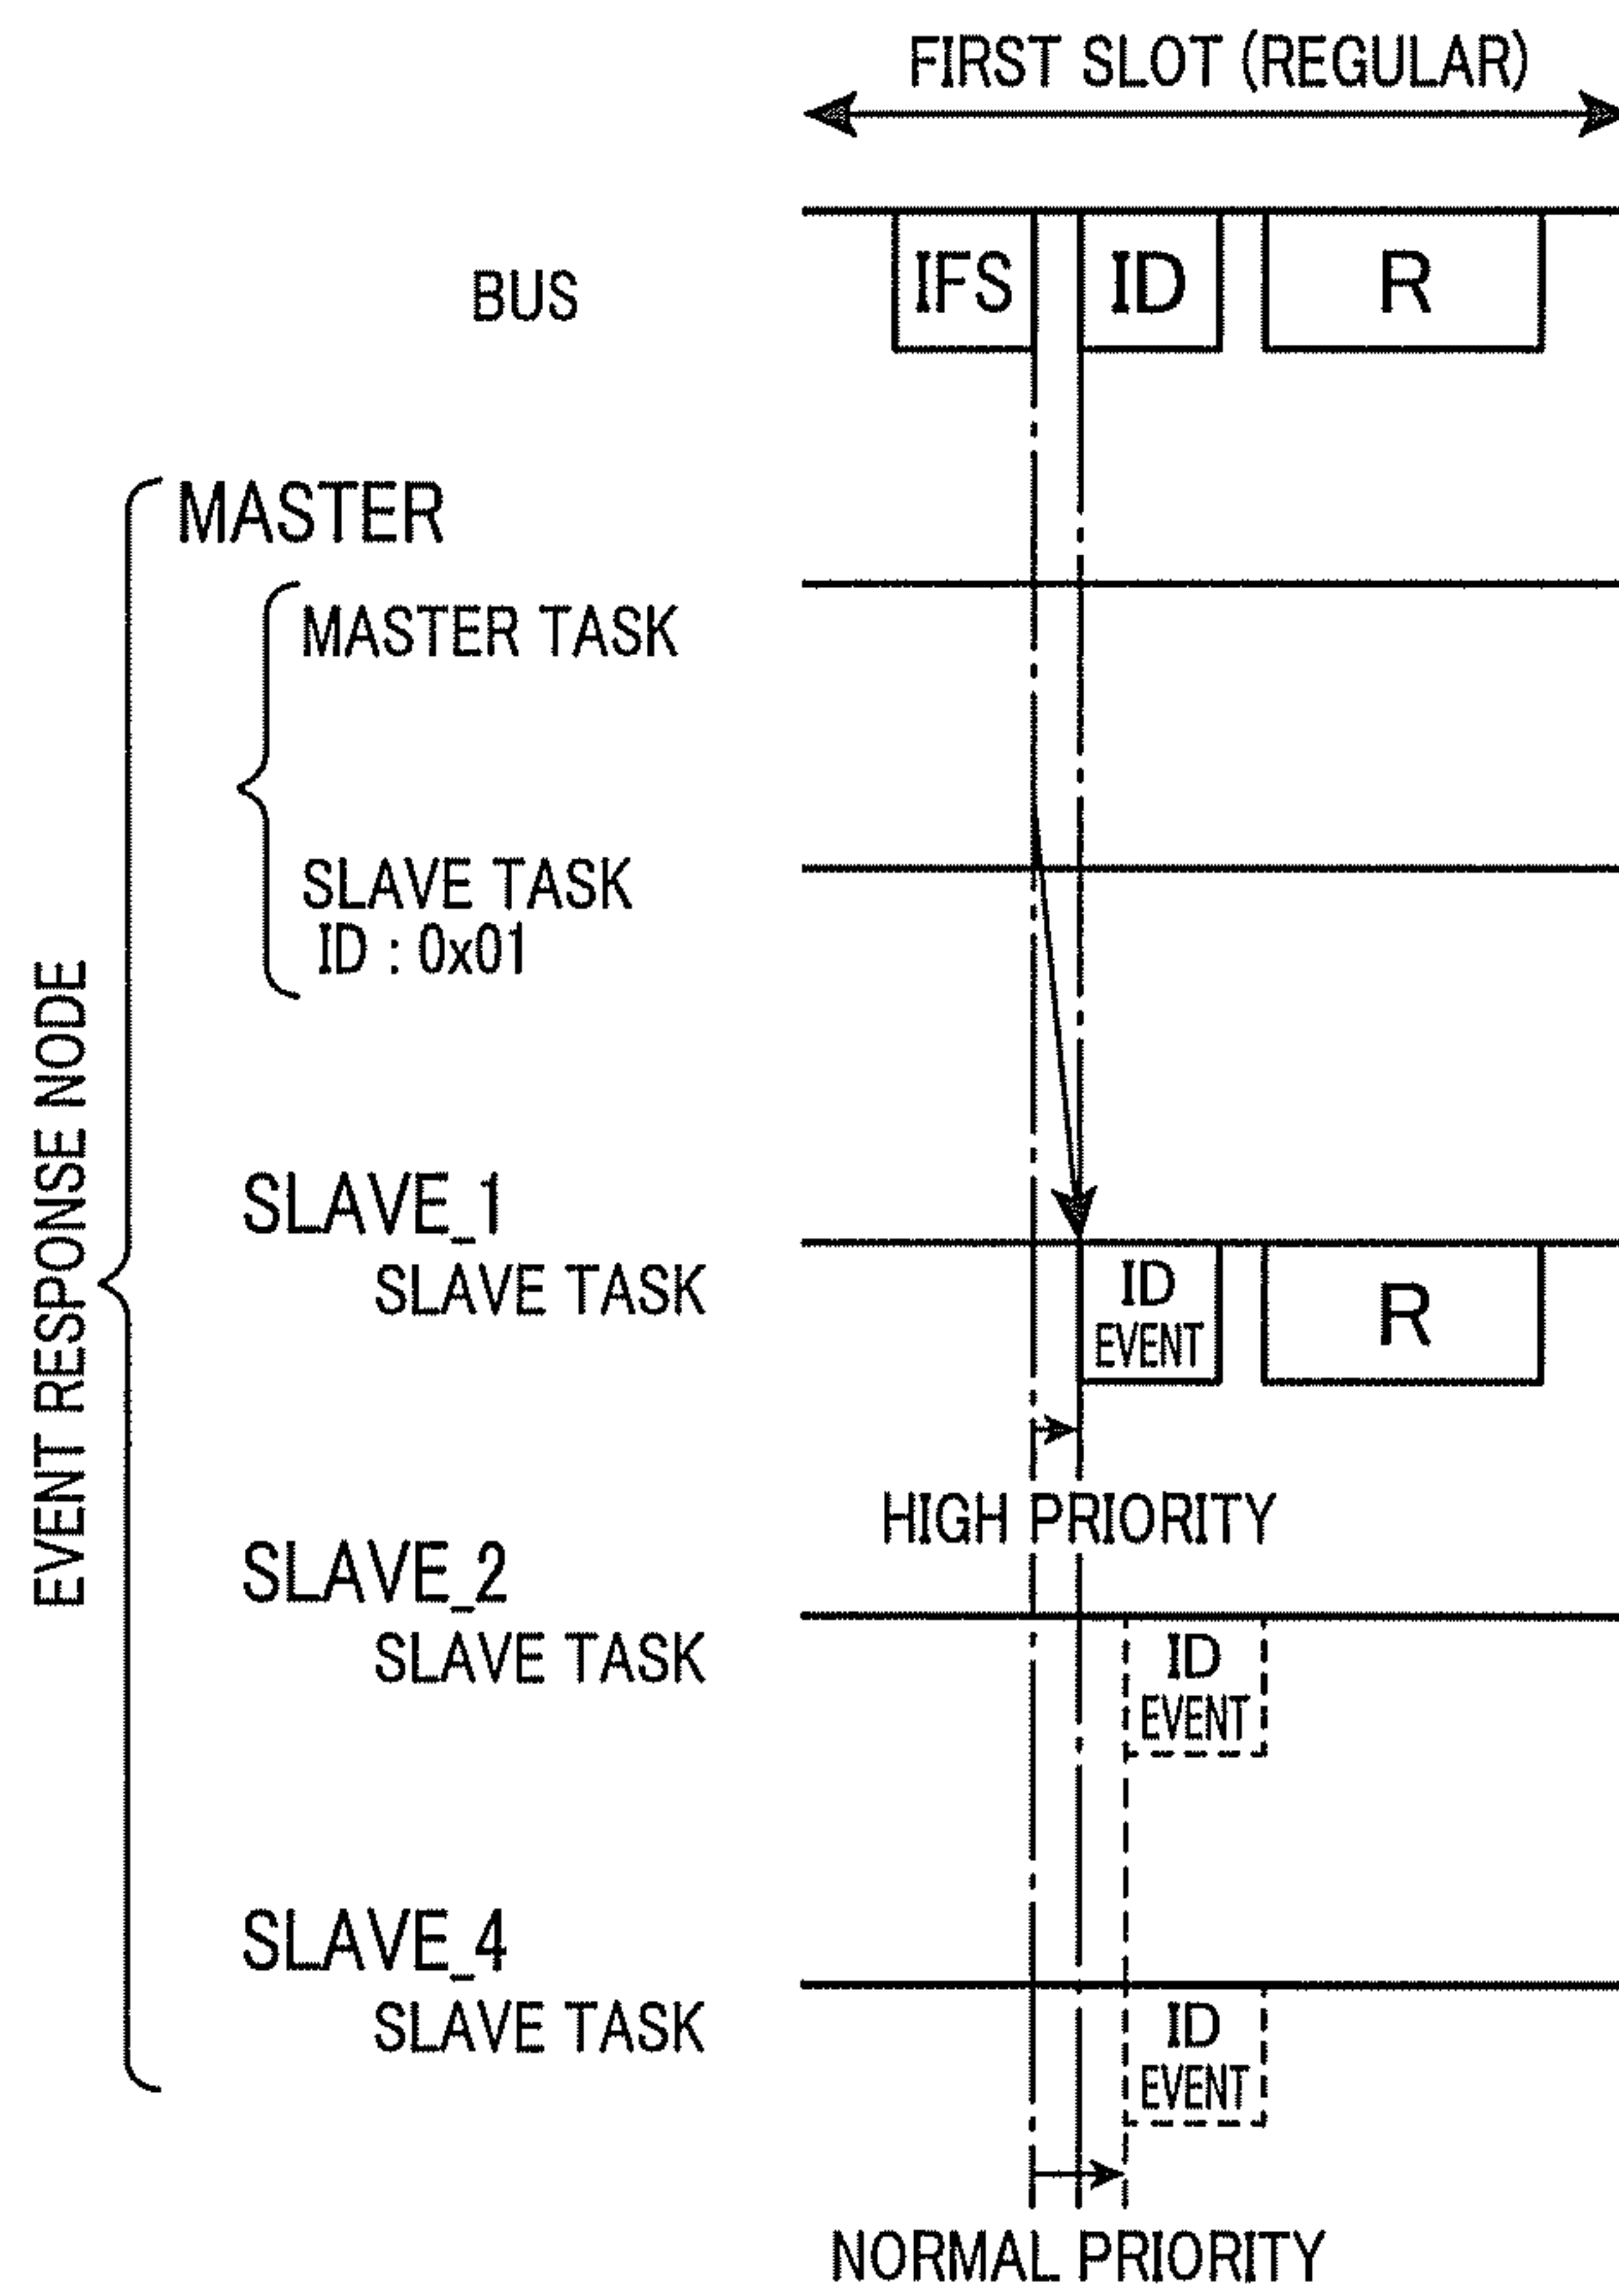 FIRST SLOT (REGULAR)
BUS
IFS
ID
R
EVENT RESPONSE NODE
MASTER
MASTER TASK
SLAVE TASK
ID : 0x01
SLAVE_1
SLAVE TASK
ID
EVENT
R
HIGH PRIORITY
SLAVE_2
SLAVE TASK
ID
EVENT
SLAVE_4
SLAVE TASK
ID
EVENT
NORMAL PRIORITY